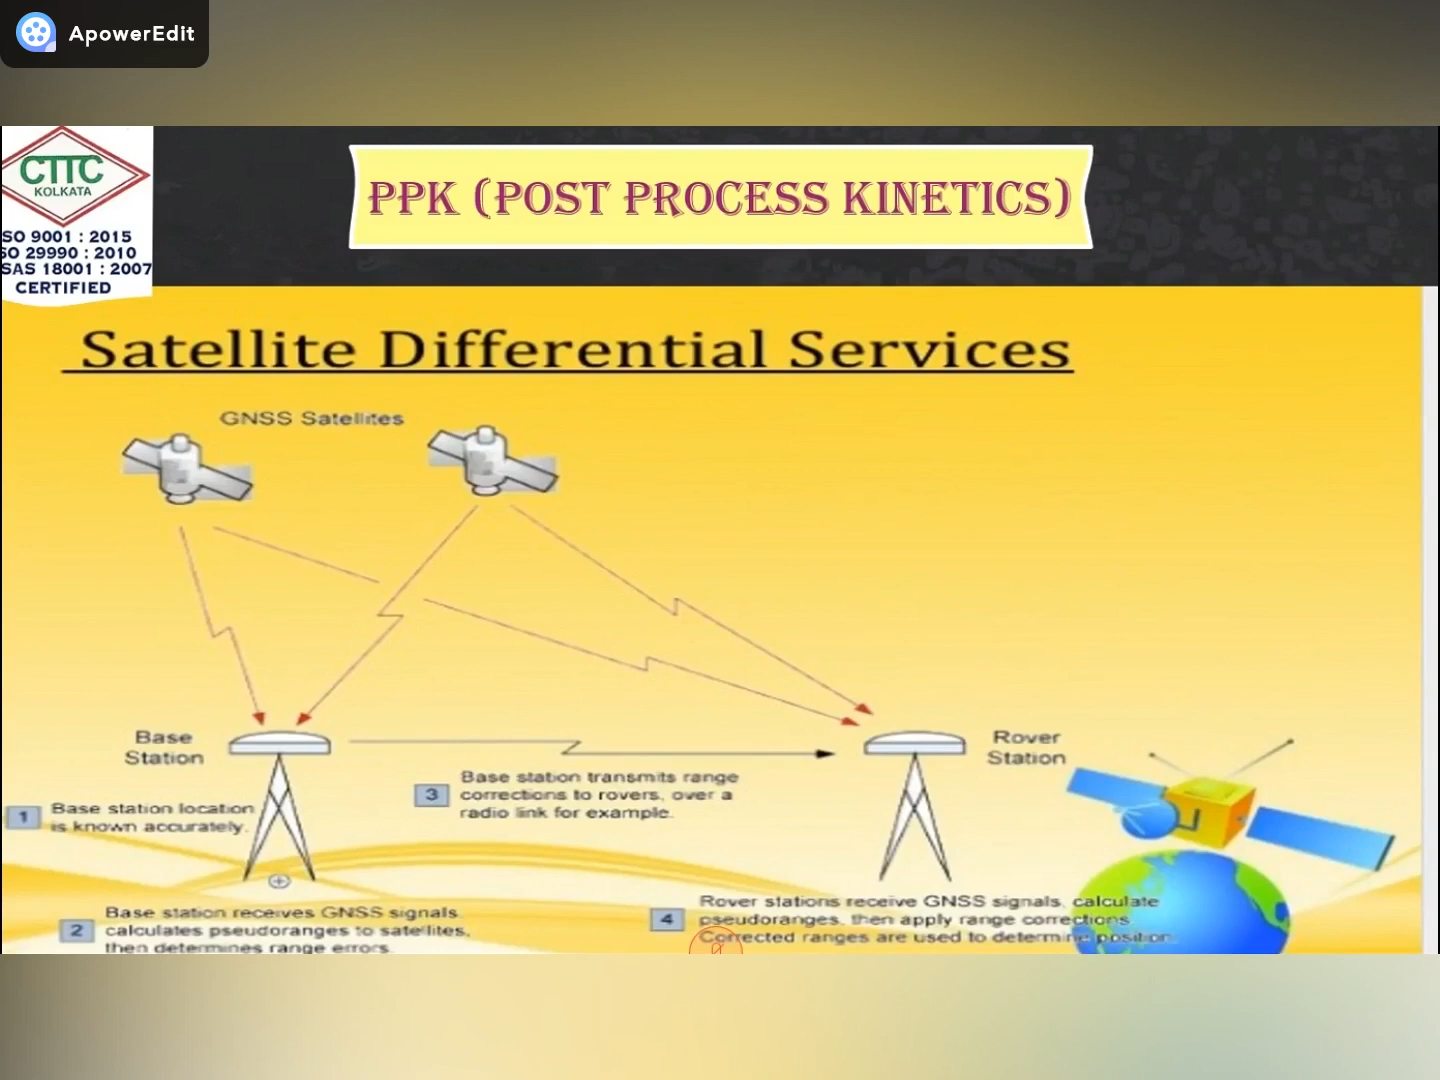 ApowerEdit
CTTC
KOLKATA
SO 9001 : 2015
SO 29990 : 2010
SAS 18001 : 2007
CERTIFIED
PPK (POST PROCESS KINETICS)
Satellite Differential Services
GNSS Satellites
Base
Station
Rover
Station
1
Base station location
is known accurately.
3
Base station transmits range
corrections to rovers, over a
radio link for example.
2
Base station receives GNSS signals,
calculates pseudoranges to satellites,
then determines range errors.
4
Rover stations receive GNSS signals, calculate
pseudoranges, then apply range corrections.
Corrected ranges are used to determine position.